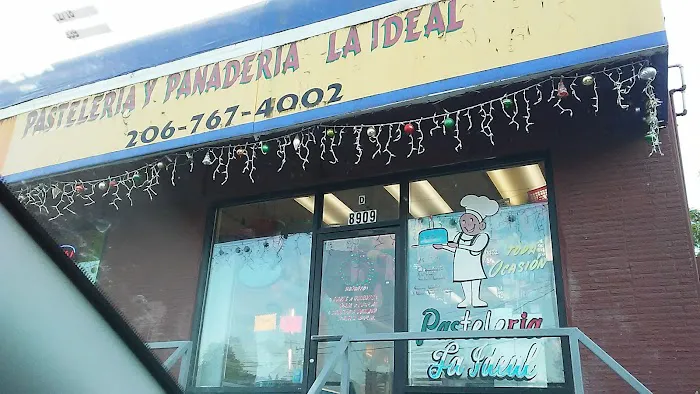 PASTELERIA Y PANADERIA LA IDEAL
206-767-4002
D
8909
TODA
OCASIÓN
Pasteleria
La Ideal